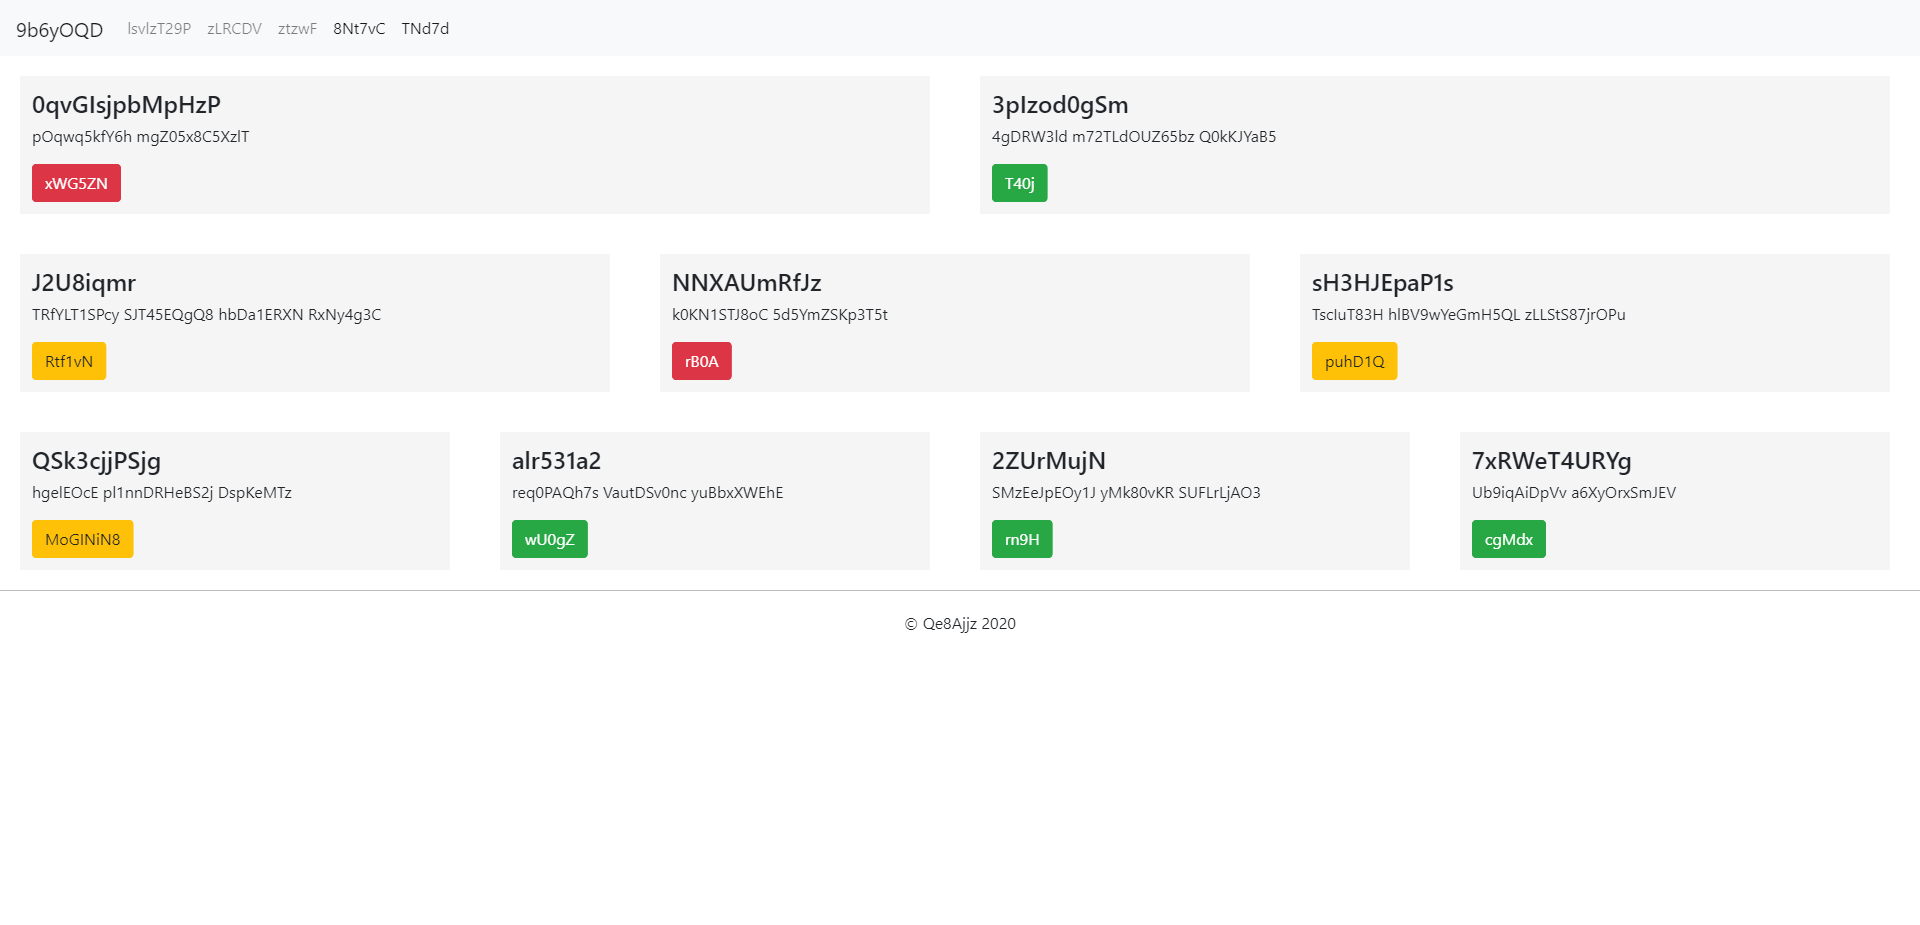 9b6yOQD lsvlzT29P zLRCDV ztzwF 8Nt7vC TNd7d
0qvGIsjpbMpHzP
pOqwq5kfY6h mgZ05x8C5XzlT
xWG5ZN
3pIzod0gSm
4gDRW3ld m72TLdOUZ65bz Q0kKJYaB5
T40j
J2U8iqmr
TRfYLT1SPcy SJT45EQgQ8 hbDa1ERXN RxNy4g3C
Rtf1vN
NNXAUmRfJz
k0KN1STJ8oC 5d5YmZSKp3T5t
rB0A
sH3HJEpaP1s
TscIuT83H hlBV9wYeGmH5QL zLLStS87jrOPu
puhD1Q
QSk3cjjPSjg
hgelEOcE pl1nnDRHeBS2j DspKeMTz
MoGINiN8
alr531a2
req0PAQh7s VautDSv0nc yuBbxXWEhE
wU0gZ
2ZUrMujN
SMzEeJpEOy1J yMk80vKR SUFLrLjAO3
rn9H
7xRWeT4URYg
Ub9iqAiDpVv a6XyOrxSmJEV
cgMdx
© Qe8Ajjz 2020